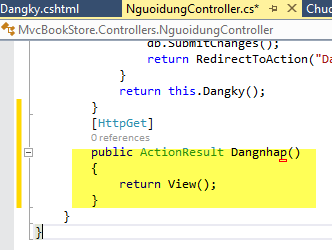 Dangky.cshtml NguoidungController.cs*
MvcBookStore.Controllers.NguoidungController
db.SubmitChanges();
return RedirectToAction("Da
}
return this.Dangky();
}
[HttpGet]
0 references
public ActionResult Dangnhap()
{
return View();
}
}
}